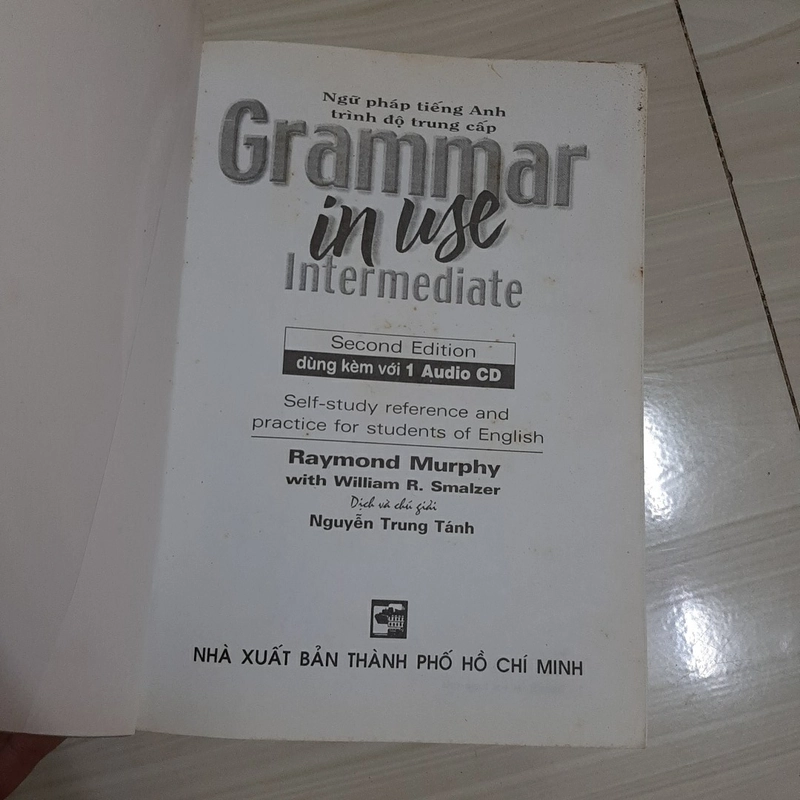 Ngữ pháp tiếng Anh
trình độ trung cấp
Grammar
in use
Intermediate
Second Edition
dùng kèm với 1 Audio CD
Self-study reference and
practice for students of English
Raymond Murphy
with William R. Smalzer
Dịch và chú giải
Nguyễn Trung Tánh
NHÀ XUẤT BẢN THÀNH PHỐ HỒ CHÍ MINH